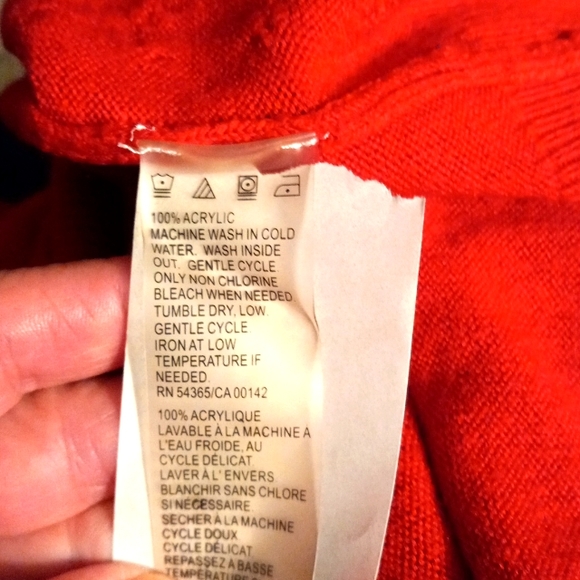 100% ACRYLIC
MACHINE WASH IN COLD
WATER. WASH INSIDE
OUT. GENTLE CYCLE.
ONLY NON CHLORINE
BLEACH WHEN NEEDED.
TUMBLE DRY, LOW.
GENTLE CYCLE
IRON AT LOW
TEMPERATURE IF
NEEDED.
RN 54365/CA 00142
100% ACRYLIQUE
LAVABLE À LA MACHINE A
L'EAU FROIDE, AU
CYCLE DÉLICAT
LAVER À L' ENVERS
BLANCHIR SANS CHLORE
SI NÉCESSAIRE.
SÉCHER À LA MACHINE
CYCLE DOUX
CYCLE DÉLICAT
REPASSEZ A BASSE
TEMPÉRATURE